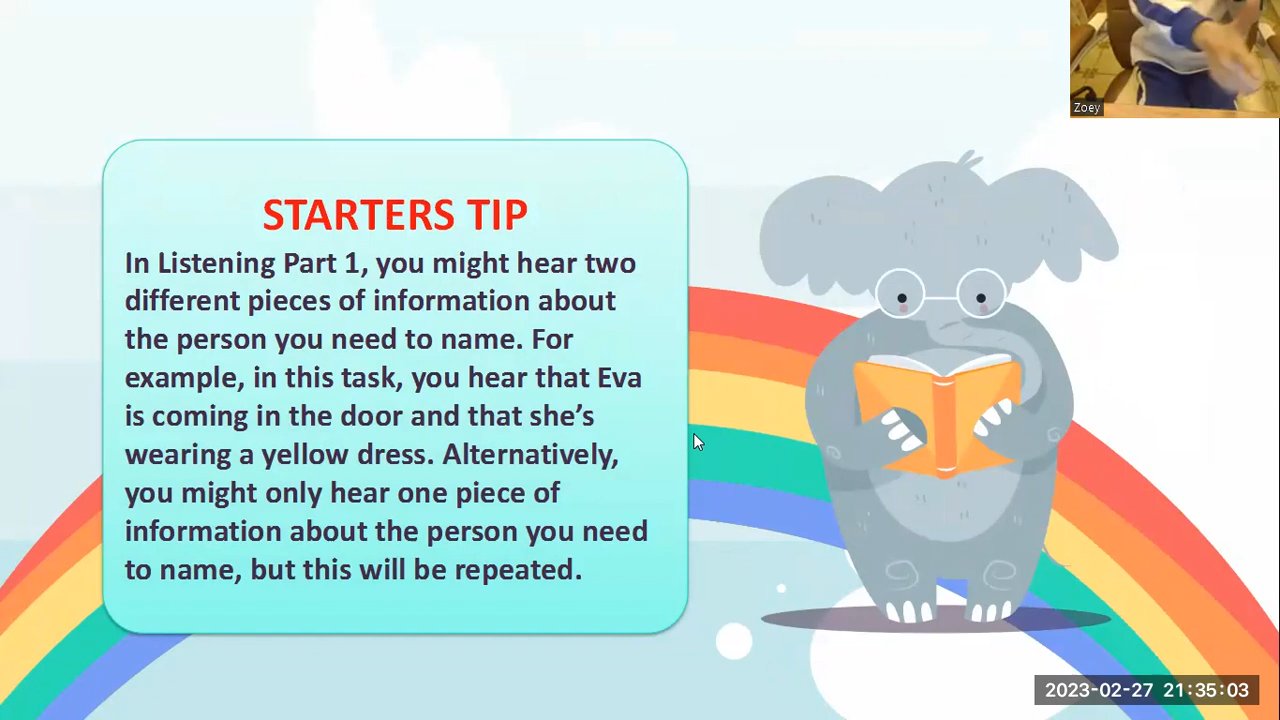 Zoey
STARTERS TIP
In Listening Part 1, you might hear two
different pieces of information about
the person you need to name. For
example, in this task, you hear that Eva
is coming in the door and that she’s
wearing a yellow dress. Alternatively,
you might only hear one piece of
information about the person you need
to name, but this will be repeated.
2023-02-27 21:35:03